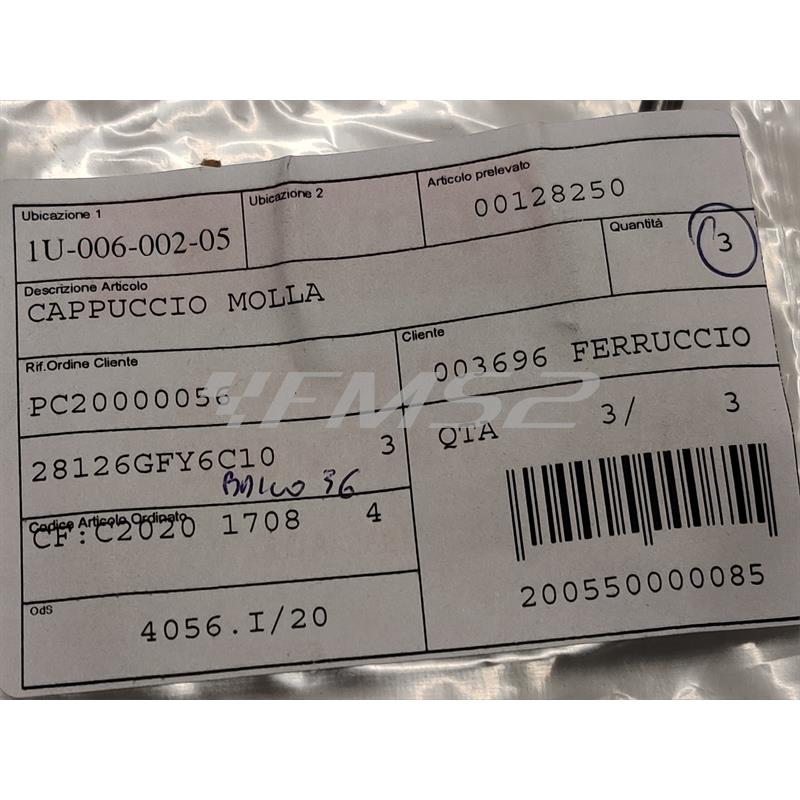 Ubicazione 1
1U-006-002-05
Ubicazione 2
Articolo prelevato
00128250
Descrizione Articolo
CAPPUCCIO MOLLA
Quantità
3
Rif.Ordine Cliente
PC20000056
Cliente
003696 FERRUCCIO
28126GFY6C10 3
QTA 3/ 3
36
Codice Articolo Ordinato
CF:C2020 1708 4
200550000085
OdS
4056.I/20
FMS2